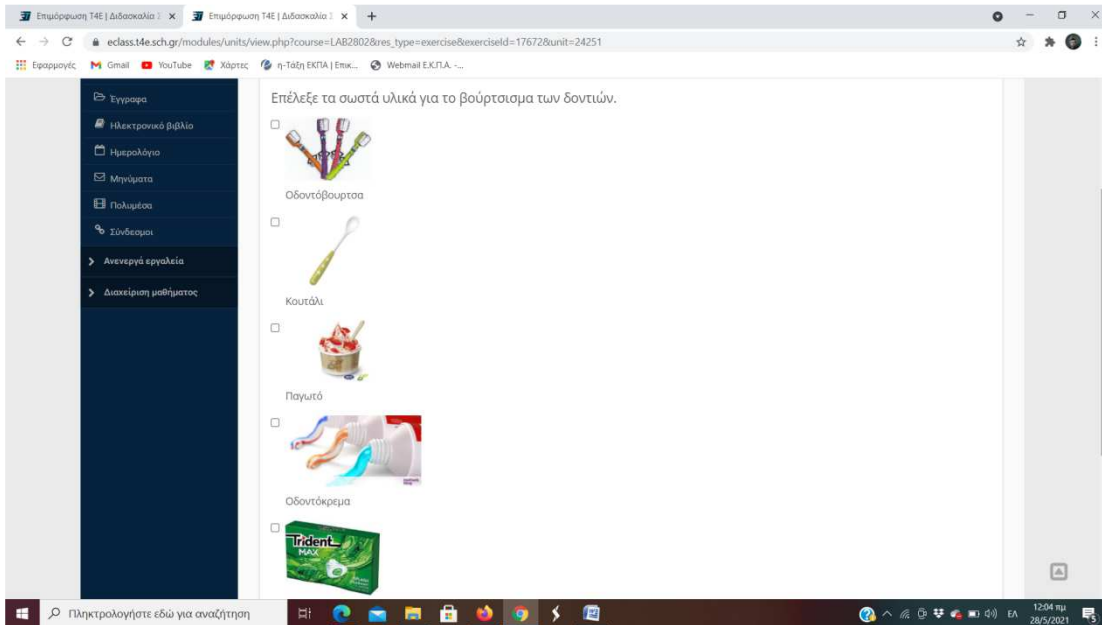 Επιμόρφωση T4E | Διδασκαλία Σ
Επιμόρφωση T4E | Διδασκαλία Σ
eclass.t4e.sch.gr/modules/units/view.php?course=LAB2802&res_type=exercise&exerciseId=17672&unit=24251
Εφαρμογές Gmail YouTube Χάρτες η-Τάξη ΕΚΠΑ | Επικ... Webmail Ε.Κ.Π.Α. -...
Έγγραφα
Ηλεκτρονικό βιβλίο
Ημερολόγιο
Μηνύματα
Πολυμέσα
Σύνδεσμοι
Ανενεργά εργαλεία
Διαχείριση μαθήματος
Επέλεξε τα σωστά υλικά για το βούρτσισμα των δοντιών.
Οδοντόβουρτσα
Κουτάλι
Παγωτό
Οδοντόκρεμα
Trident
MAX
Πληκτρολογήστε εδώ για αναζήτηση
ΕΛ
12:04 πμ
28/5/2021
5